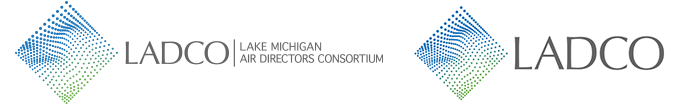 LADCO
LAKE MICHIGAN
AIR DIRECTORS CONSORTIUM
LADCO